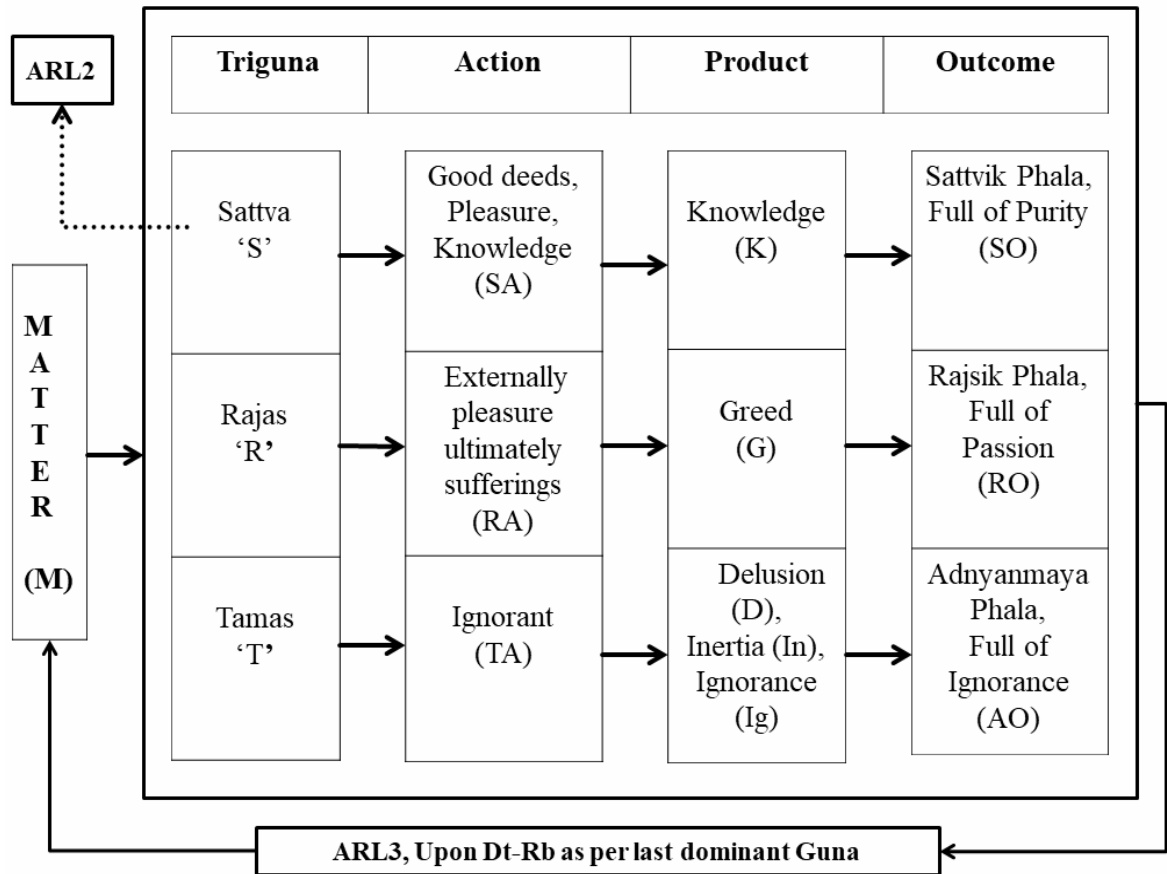 ARL2
Triguna
Action
Product
Outcome
Sattva
‘S’
Good deeds,
Pleasure,
Knowledge
(SA)
Knowledge
(K)
Sattvik Phala,
Full of Purity
(SO)
M
A
T
T
E
R
(M)
Rajas
‘R’
Externally
pleasure
ultimately
sufferings
(RA)
Greed
(G)
Rajsik Phala,
Full of
Passion
(RO)
Tamas
‘T’
Ignorant
(TA)
Delusion
(D),
Inertia (In),
Ignorance
(Ig)
Adnyanmaya
Phala,
Full of
Ignorance
(AO)
ARL3, Upon Dt-Rb as per last dominant Guna